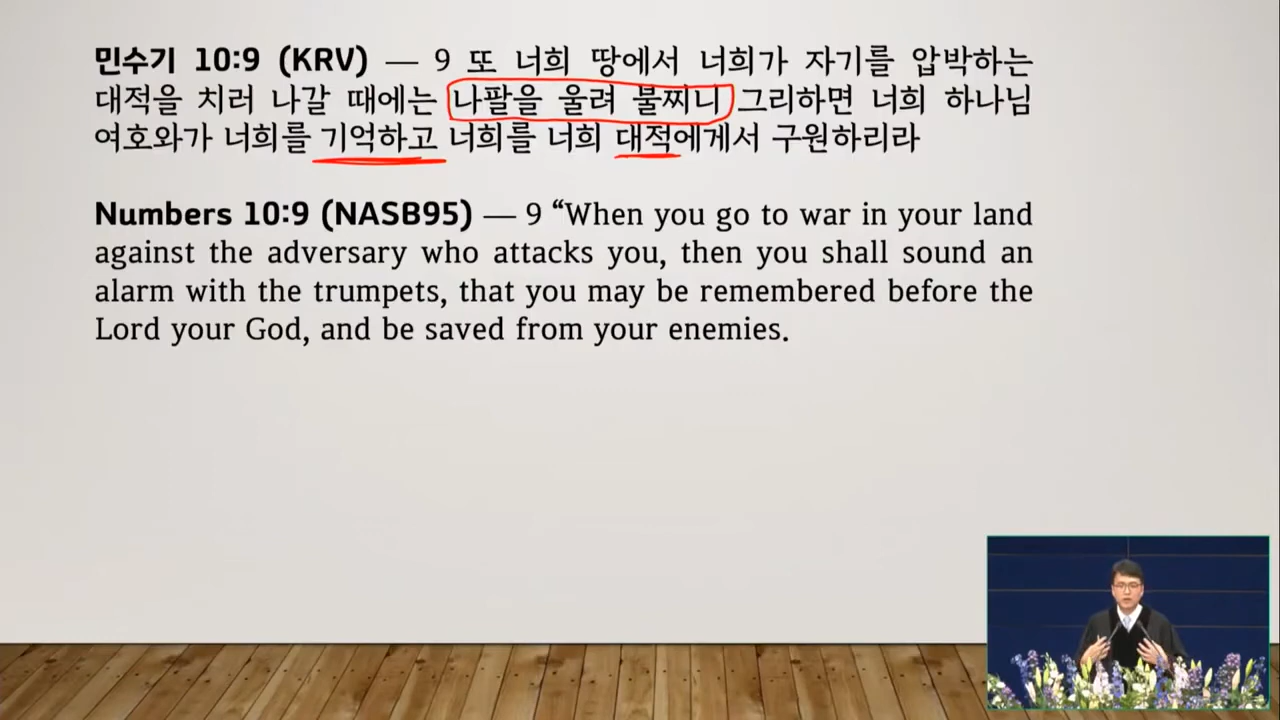 민수기 10:9 (KRV) — 9 또 너희 땅에서 너희가 자기를 압박하는
대적을 치러 나갈 때에는 나팔을 울려 불찌니 그리하면 너희 하나님
여호와가 너희를 기억하고 너희를 너희 대적에게서 구원하리라
Numbers 10:9 (NASB95) — 9 “When you go to war in your land
against the adversary who attacks you, then you shall sound an
alarm with the trumpets, that you may be remembered before the
Lord your God, and be saved from your enemies.